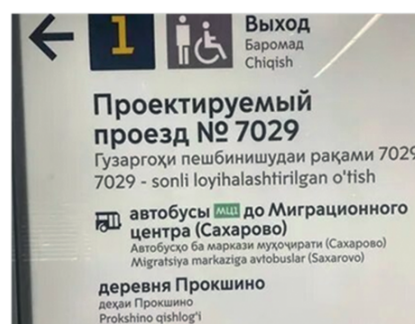 1 Выход
Баромад
Chiqish
Проектируемый
проезд № 7029
Гузаргоҳи пешбинишудаи рақами 7029
7029 - sonli loyihalashtirilgan o'tish
автобусы МЦД до Миграционного
центра (Сахарово)
Автобусҳо ба маркази муҳоҷирати (Сахарово)
Migratsiya markaziga avtobuslar (Saxarovo)
деревня Прокшино
деҳаи Прокшино
Prokshino qishlog'i